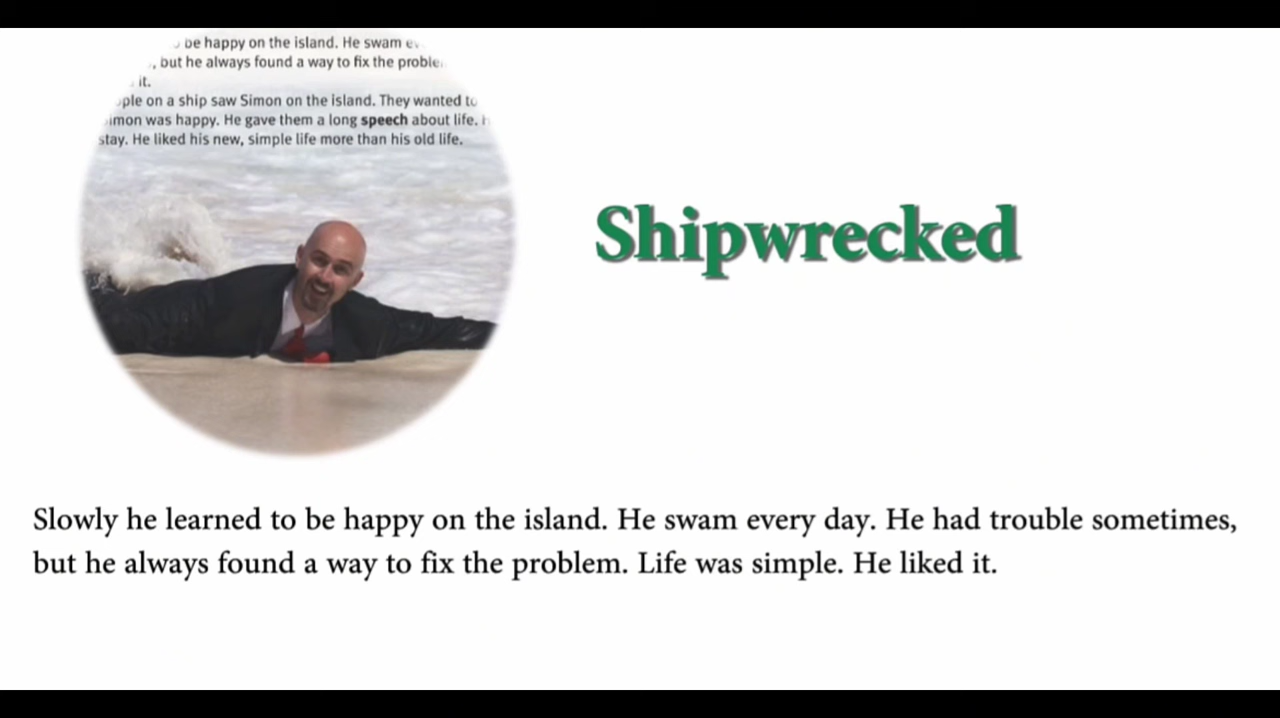 be happy on the island. He swam
, but he always found a way to fix the
it.
on a ship saw Simon on the island. They wanted to
was happy. He gave them a long speech about life.
stay. He liked his new, simple life more than his old life.
Shipwrecked
Slowly he learned to be happy on the island. He swam every day. He had trouble sometimes,
but he always found a way to fix the problem. Life was simple. He liked it.